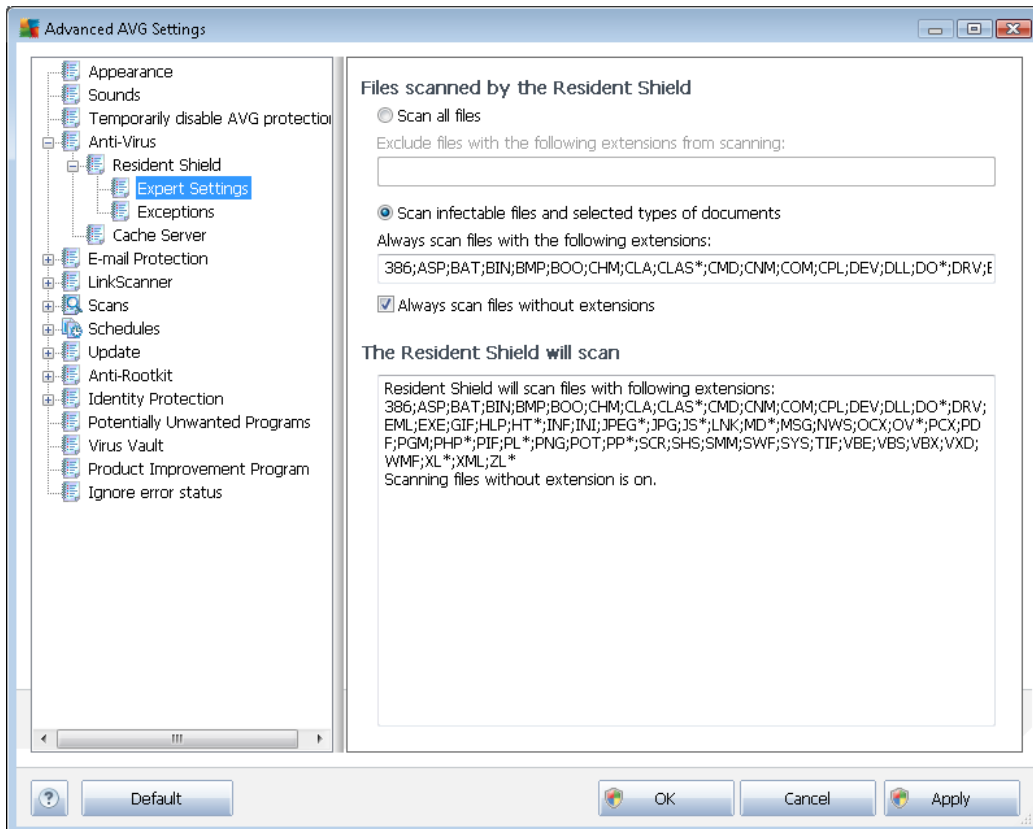 Advanced AVG Settings
Appearance
Sounds
Temporarily disable AVG protection
Anti-Virus
Resident Shield
Expert Settings
Exceptions
Cache Server
E-mail Protection
LinkScanner
Scans
Schedules
Update
Anti-Rootkit
Identity Protection
Potentially Unwanted Programs
Virus Vault
Product Improvement Program
Ignore error status
Files scanned by the Resident Shield
Scan all files
Exclude files with the following extensions from scanning:
Scan infectable files and selected types of documents
Always scan files with the following extensions:
386;ASP;BAT;BIN;BMP;BOO;CHM;CLA;CLAS*;CMD;CNM;COM;CPL;DEV;DLL;DO*;DRV;E
Always scan files without extensions
The Resident Shield will scan
Resident Shield will scan files with following extensions:
386;ASP;BAT;BIN;BMP;BOO;CHM;CLA;CLAS*;CMD;CNM;COM;CPL;DEV;DLL;DO*;DRV;
EML;EXE;GIF;HLP;HT*;INF;INI;JPEG*;JPG;JS*;LNK;MD*;MSG;NWS;OCX;OV*;PCX;PD
F;PGM;PHP*;PIF;PL*;PNG;POT;PP*;SCR;SHS;SMM;SWF;SYS;TIF;VBE;VBS;VBX;VXD;
WMF;XL*;XML;ZL*
Scanning files without extension is on.
?
Default
OK
Cancel
Apply